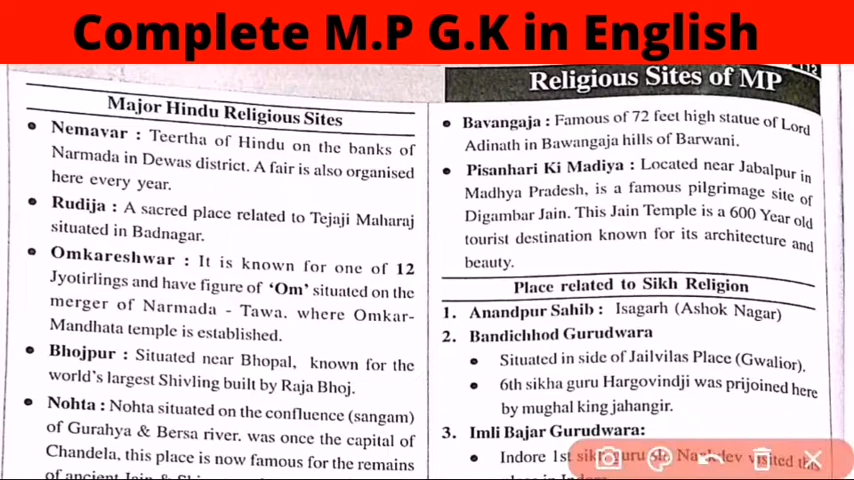 Complete M.P G.K in English
Major Hindu Religious Sites
Nemavar : Teertha of Hindu on the banks of
Narmada in Dewas district. A fair is also organised
here every year.
Rudija : A sacred place related to Tejaji Maharaj
situated in Badnagar.
Omkareshwar : It is known for one of 12
Jyotirlings and have figure of ‘Om’ situated on the
merger of Narmada - Tawa. where Omkar-
Mandhata temple is established.
Bhojpur : Situated near Bhopal, known for the
world's largest Shivling built by Raja Bhoj.
Nohta : Nohta situated on the confluence (sangam)
of Gurahya & Bersa river. was once the capital of
Chandela, this place is now famous for the remains
of ancient Jain &
Religious Sites of MP
Bavangaja : Famous of 72 feet high statue of Lord
Adinath in Bawangaja hills of Barwani.
Pisanhari Ki Madiya : Located near Jabalpur in
Madhya Pradesh, is a famous pilgrimage site of
Digambar Jain. This Jain Temple is a 600 Year old
tourist destination known for its architecture and
beauty.
Place related to Sikh Religion
1. Anandpur Sahib : Isagarh (Ashok Nagar)
2. Bandichhod Gurudwara
Situated in side of Jailvilas Place (Gwalior).
6th sikha guru Hargovindji was prijoined here
by mughal king jahangir.
3. Imli Bajar Gurudwara:
Indore 1st sikh guru visited this